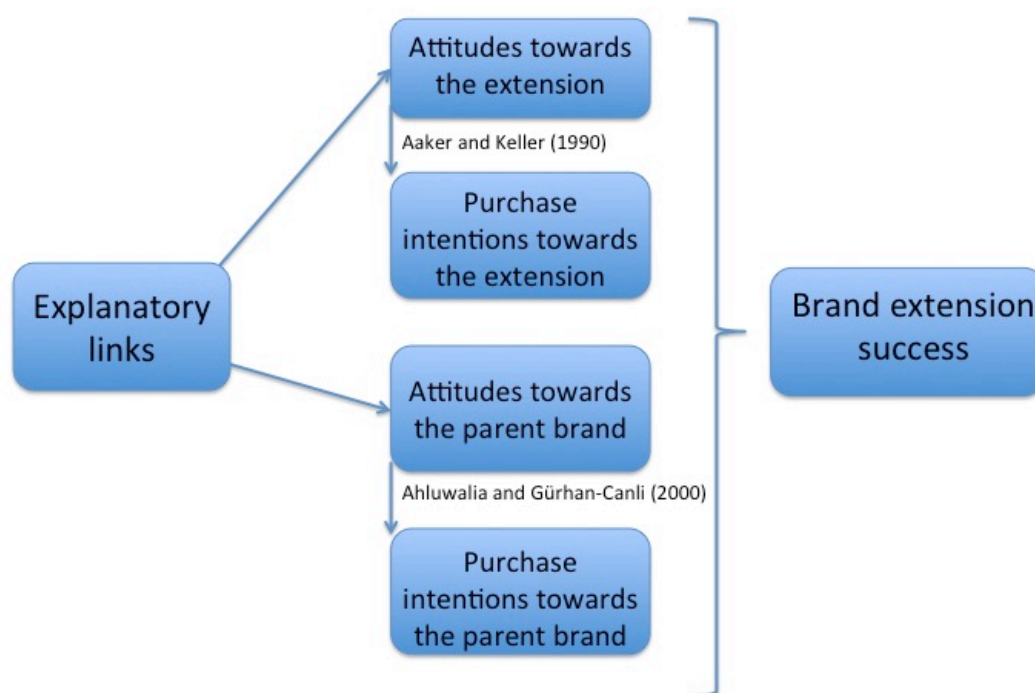 Attitudes towards
the extension
Aaker and Keller (1990)
Purchase
intentions towards
the extension
Explanatory
links
Brand extension
success
Attitudes towards
the parent brand
Ahluwalia and Gürhan-Canli (2000)
Purchase
intentions towards
the parent brand